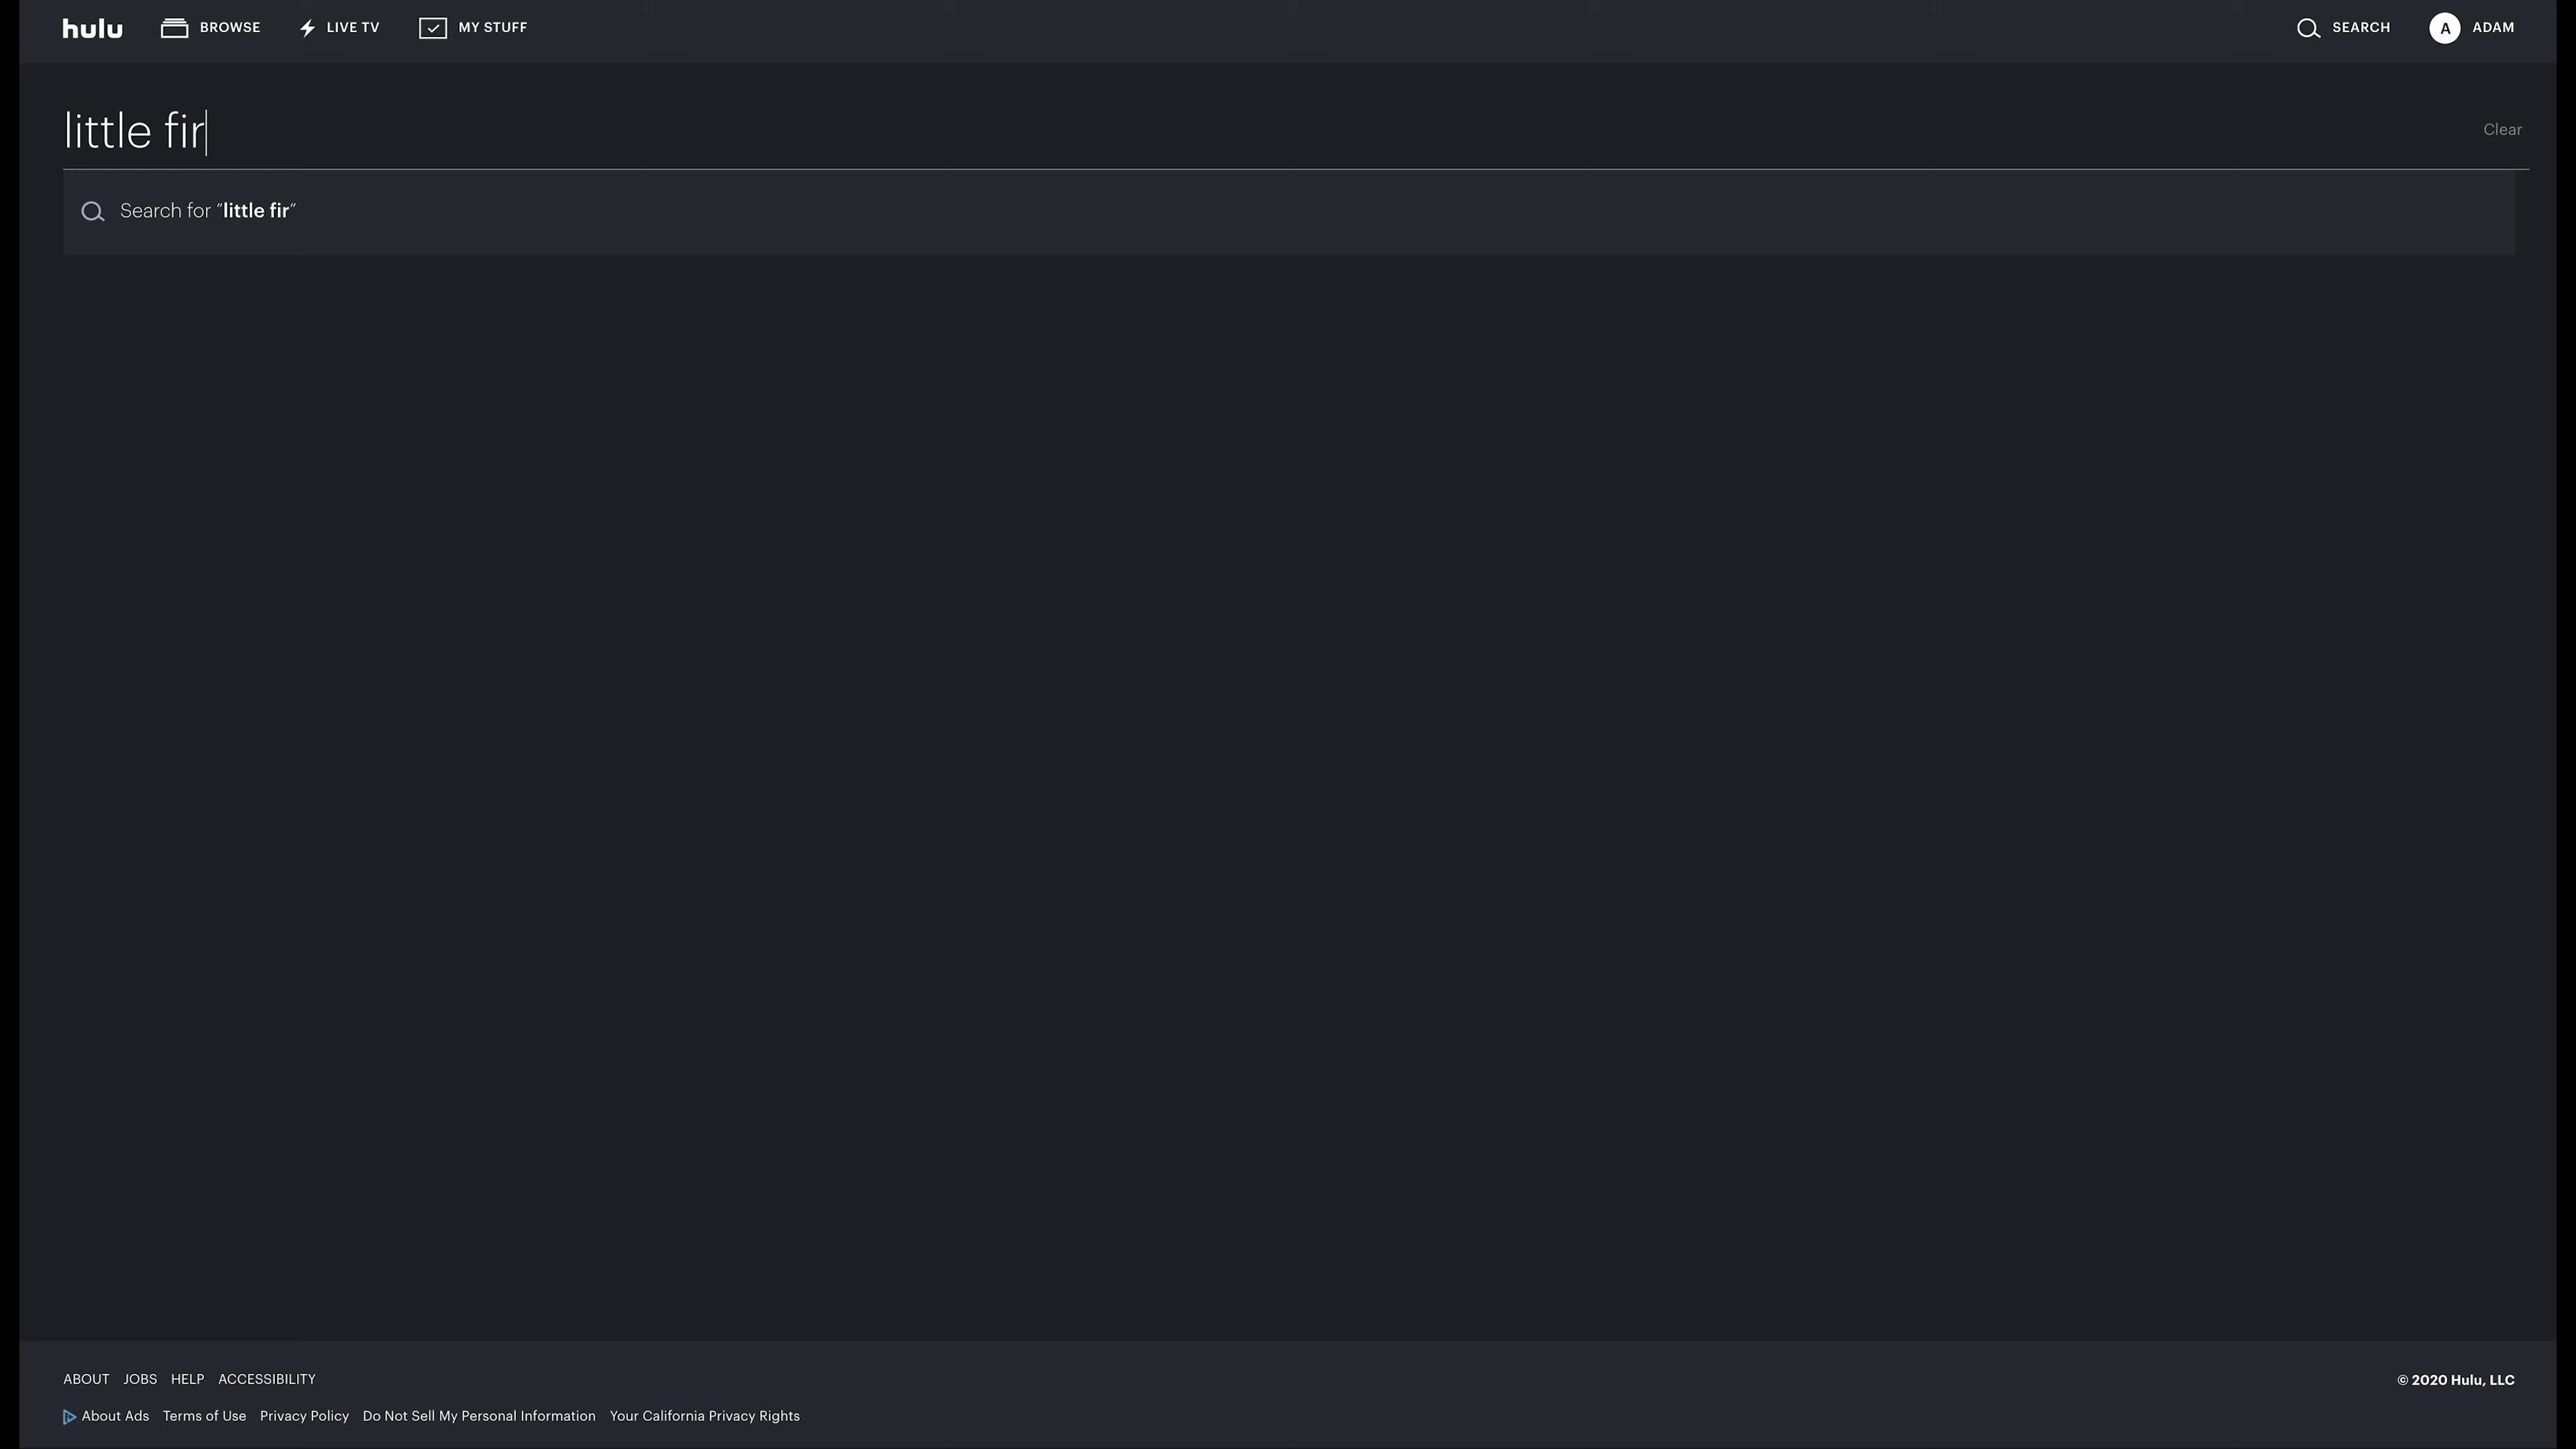 hulu BROWSE LIVE TV MY STUFF SEARCH A ADAM
little fir Clear
Search for “little fir”
ABOUT JOBS HELP ACCESSIBILITY © 2020 Hulu, LLC
About Ads Terms of Use Privacy Policy Do Not Sell My Personal Information Your California Privacy Rights